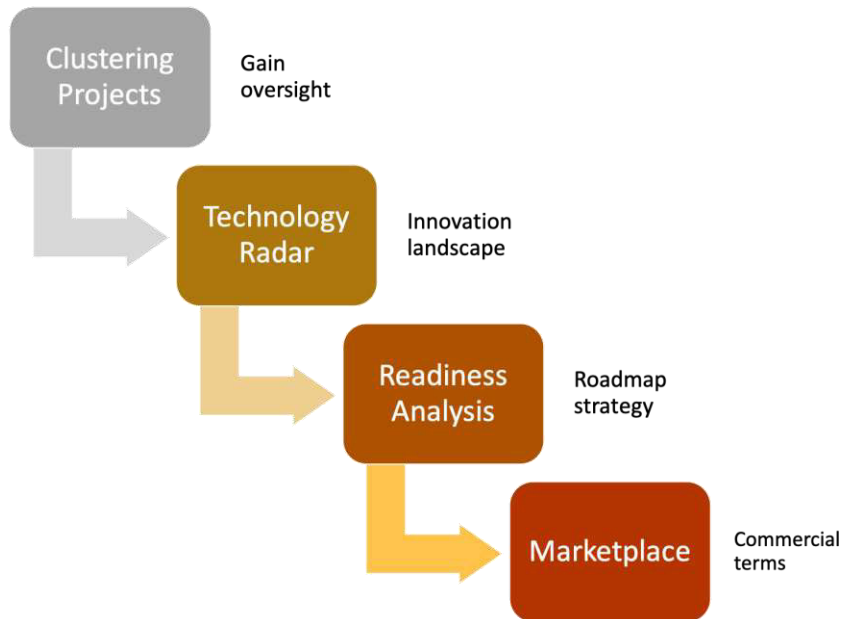 Clustering
Projects
Gain
oversight
Technology
Radar
Innovation
landscape
Readiness
Analysis
Roadmap
strategy
Marketplace
Commercial
terms